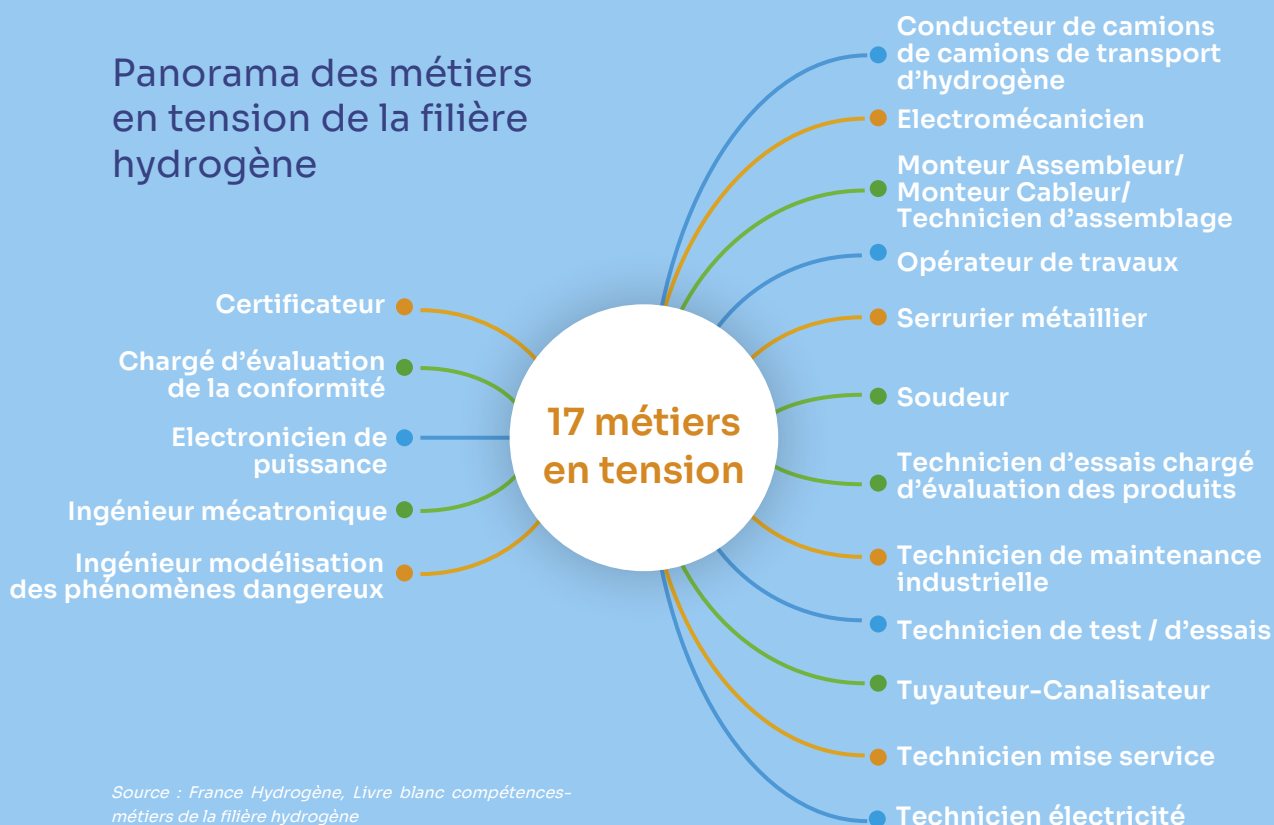 Panorama des métiers
en tension de la filière
hydrogène
Certificateur
Chargé d’évaluation
de la conformité
Electronicien de
puissance
Ingénieur mécatronique
Ingénieur modélisation
des phénomènes dangereux
17 métiers
en tension
Conducteur de camions
de camions de transport
d’hydrogène
Electromécanicien
Monteur Assembleur/
Monteur Cableur/
Technicien d’assemblage
Opérateur de travaux
Serrurier métaillier
Soudeur
Technicien d’essais chargé
d’évaluation des produits
Technicien de maintenance
industrielle
Technicien de test / d’essais
Tuyauteur-Canalisateur
Technicien mise service
Technicien électricité
Source : France Hydrogène, Livre blanc compétences-
métiers de la filière hydrogène